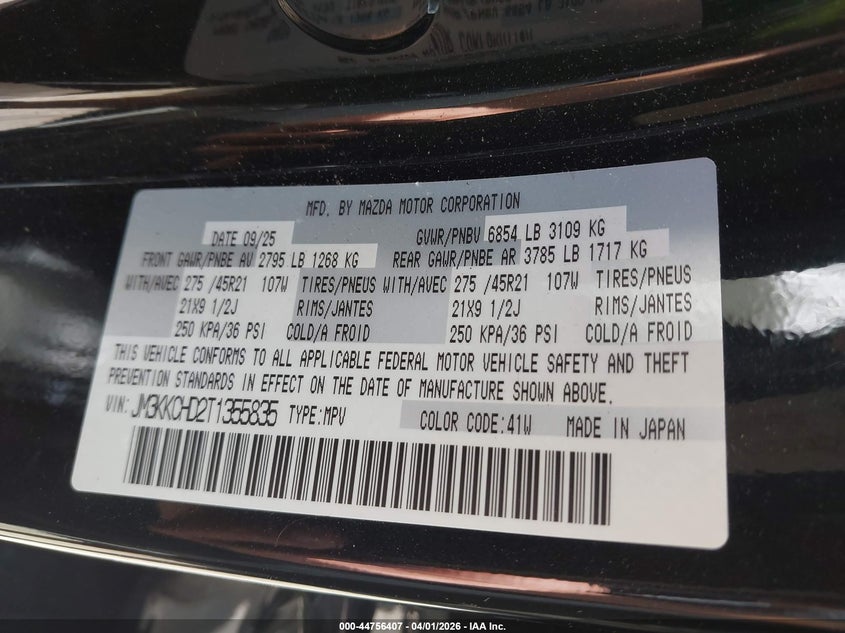 MFD. BY MAZDA MOTOR CORPORATION
DATE 09/25 GVWR/PNBV 6854 LB 3109 KG
FRONT GAWR/PNBE AV 2795 LB 1268 KG REAR GAWR/PNBE AR 3785 LB 1717 KG
WITH/AVEC 275 /45R21 107W TIRES/PNEUS WITH/AVEC 275 /45R21 107W TIRES/PNEUS
21X9 1/2J RIMS/JANTES 21X9 1/2J RIMS/JANTES
250 KPA/36 PSI COLD/A FROID 250 KPA/36 PSI COLD/A FROID
THIS VEHICLE CONFORMS TO ALL APPLICABLE FEDERAL MOTOR VEHICLE SAFETY AND THEFT
PREVENTION STANDARDS IN EFFECT ON THE DATE OF MANUFACTURE SHOWN ABOVE.
VIN: JM3KKCHD2T1355835 TYPE:MPV COLOR CODE:41W MADE IN JAPAN
000-44756407 - 04/01/2026 - IAA Inc.